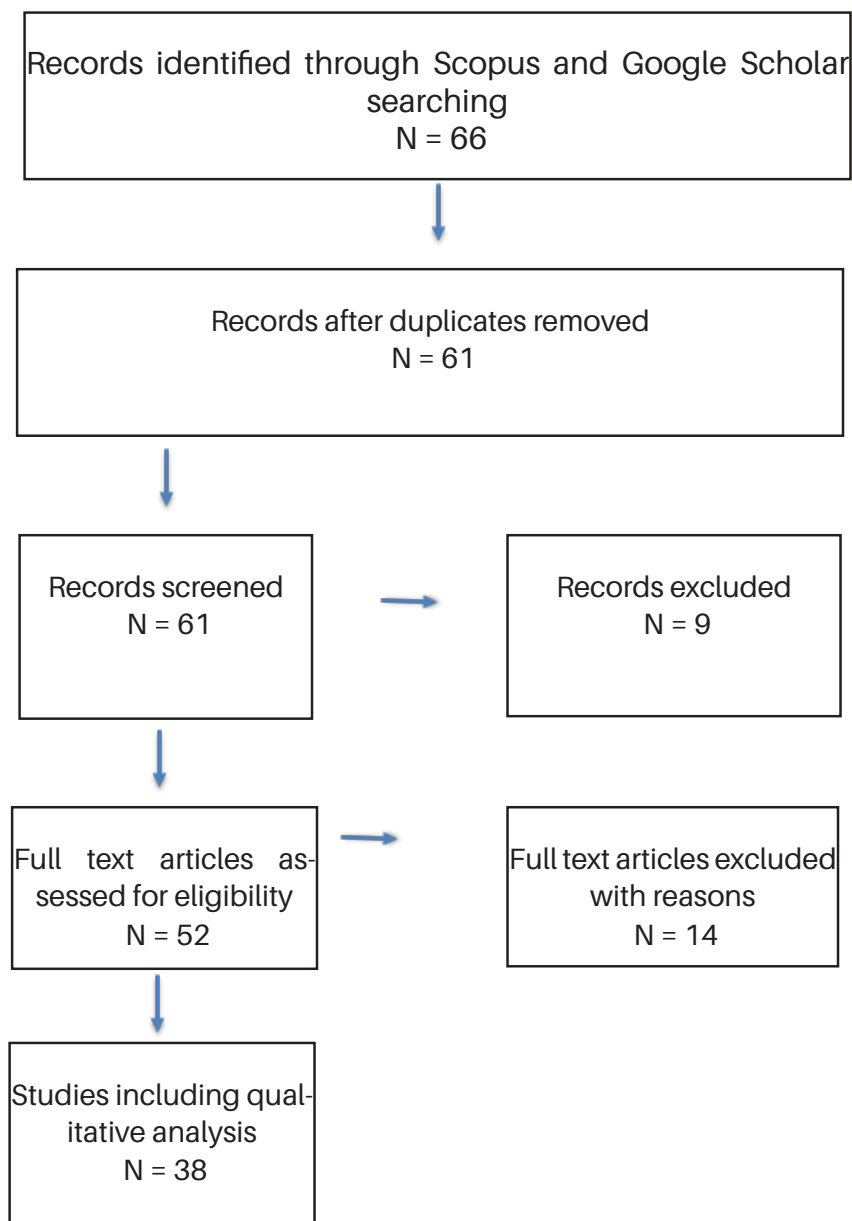 Records identified through Scopus and Google Scholar
searching
N = 66
Records after duplicates removed
N = 61
Records screened
N = 61
Records excluded
N = 9
Full text articles as-
sessed for eligibility
N = 52
Full text articles excluded
with reasons
N = 14
Studies including qual-
itative analysis
N = 38